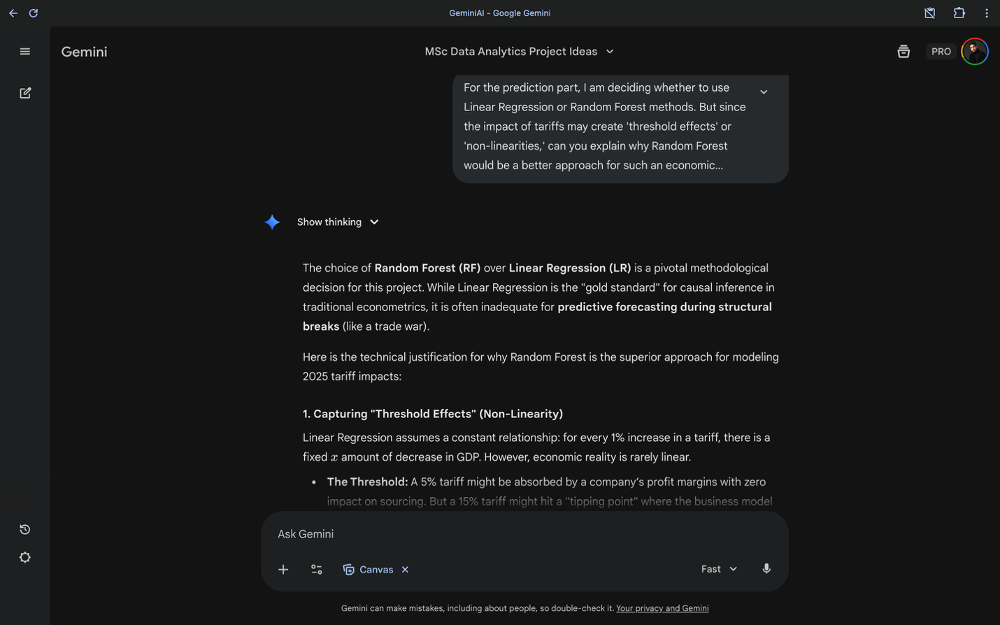 GeminiAI - Google Gemini
Gemini
MSc Data Analytics Project Ideas
PRO
For the prediction part, I am deciding whether to use
Linear Regression or Random Forest methods. But since
the impact of tariffs may create 'threshold effects' or
'non-linearities,' can you explain why Random Forest
would be a better approach for such an economic...
Show thinking
The choice of Random Forest (RF) over Linear Regression (LR) is a pivotal methodological
decision for this project. While Linear Regression is the "gold standard" for causal inference in
traditional econometrics, it is often inadequate for predictive forecasting during structural
breaks (like a trade war).
Here is the technical justification for why Random Forest is the superior approach for modeling
2025 tariff impacts:
1. Capturing "Threshold Effects" (Non-Linearity)
Linear Regression assumes a constant relationship: for every 1% increase in a tariff, there is a
fixed x amount of decrease in GDP. However, economic reality is rarely linear.
• The Threshold: A 5% tariff might be absorbed by a company’s profit margins with zero
impact on sourcing. But a 15% tariff might hit a "tipping point" where the business model
Ask Gemini
Canvas
Fast
Gemini can make mistakes, including about people, so double-check it. Your privacy and Gemini